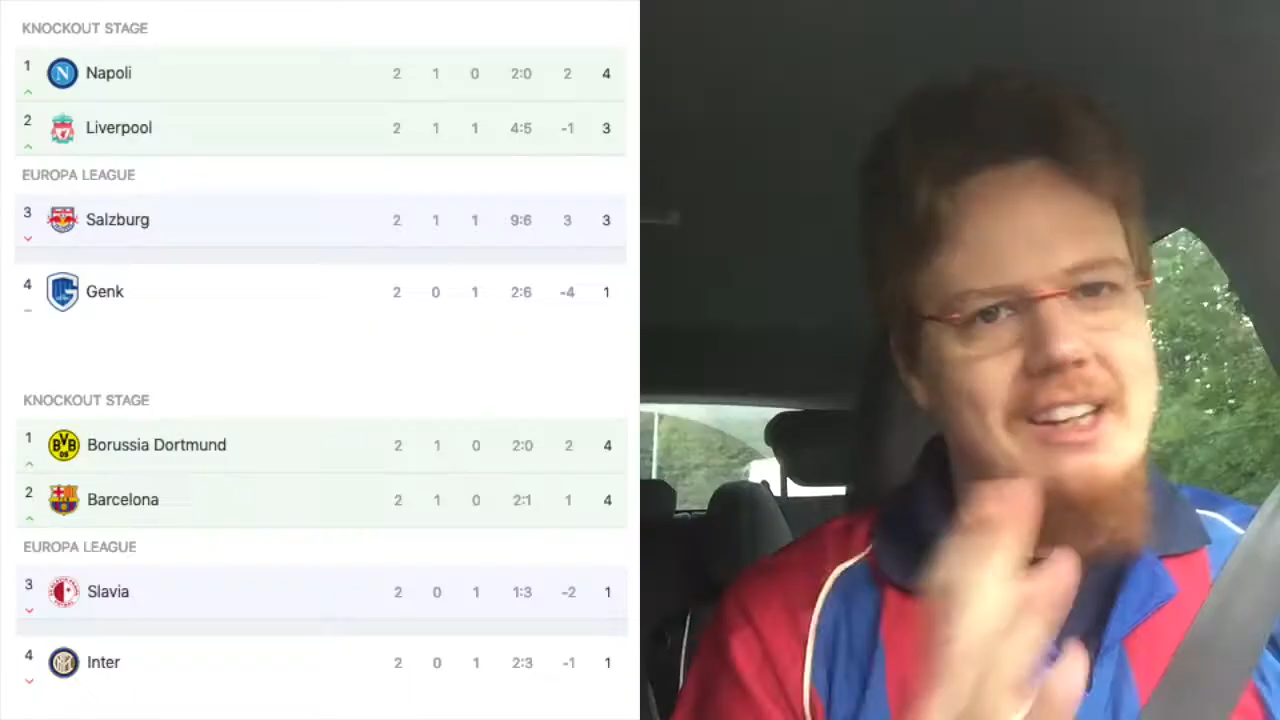 KNOCKOUT STAGE
1 Napoli 2 1 0 2:0 2 4
2 Liverpool 2 1 1 4:5 -1 3
EUROPA LEAGUE
3 Salzburg 2 1 1 9:6 3 3
4 Genk 2 0 1 2:6 -4 1
KNOCKOUT STAGE
1 BVB 09 Borussia Dortmund 2 1 0 2:0 2 4
2 Barcelona 2 1 0 2:1 1 4
EUROPA LEAGUE
3 Slavia 2 0 1 1:3 -2 1
4 Inter 2 0 1 2:3 -1 1